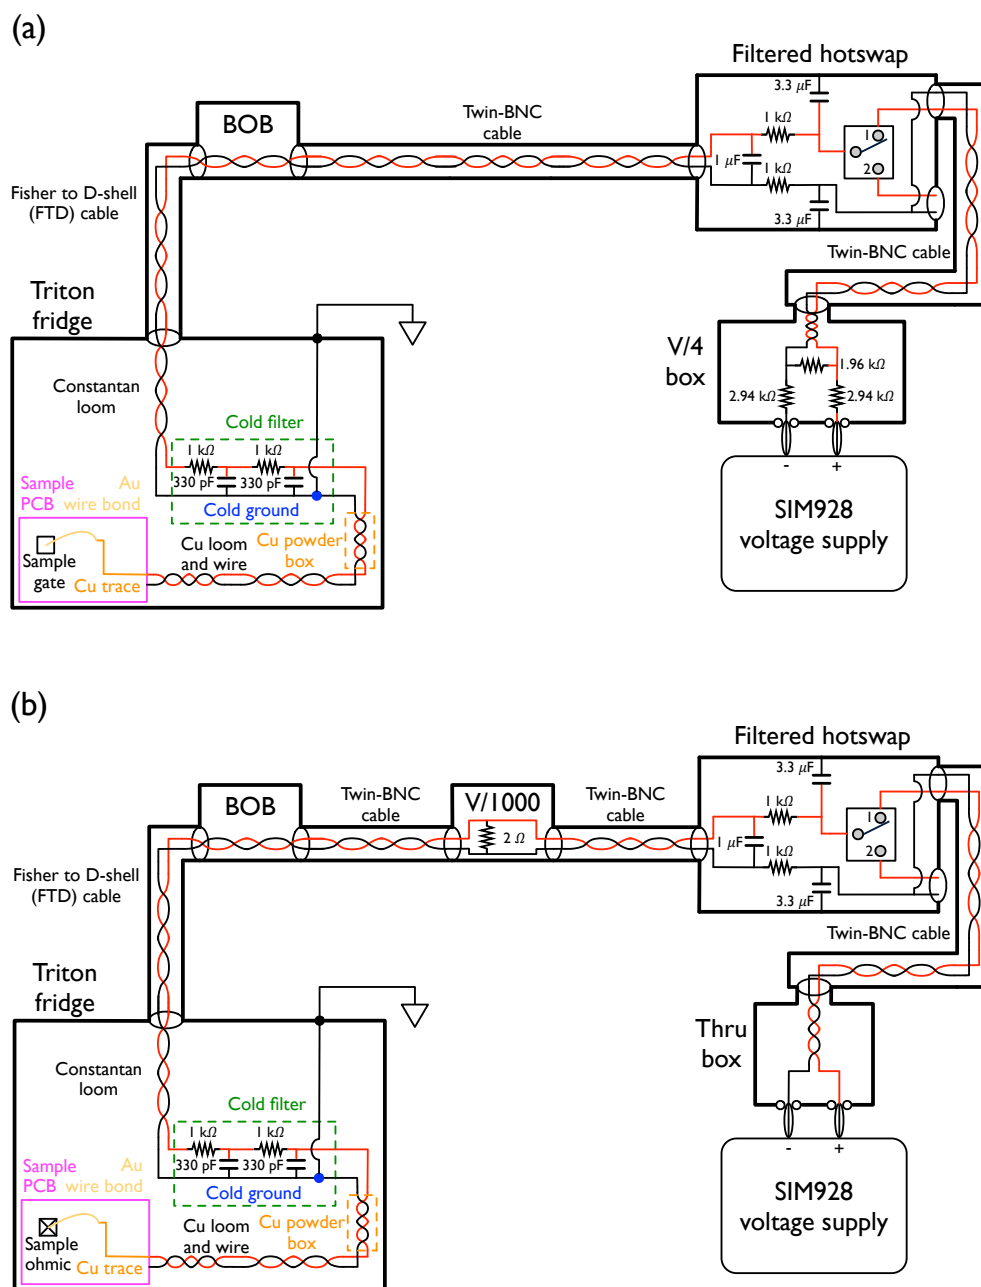 (a)
Filtered hotswap
3.3 μF
BOB
Twin-BNC
cable
1 kΩ
1
1 μF
1 kΩ
2
Fisher to D-shell
(FTD) cable
3.3 μF
Twin-BNC cable
Triton
fridge
V/4
box
1.96 kΩ
2.94 kΩ
2.94 kΩ
Constantan
loom
Cold filter
1 kΩ
1 kΩ
- +
330 pF
330 pF
Sample
PCB
Au
wire bond
Cold ground
SIM928
voltage supply
Cu loom
and wire
Cu powder
box
Sample
gate
Cu trace
(b)
Filtered hotswap
3.3 μF
BOB
Twin-BNC
cable
V/1000
Twin-BNC
cable
1 kΩ
1
2 Ω
1 μF
1 kΩ
2
Fisher to D-shell
(FTD) cable
3.3 μF
Twin-BNC cable
Triton
fridge
Thru
box
Constantan
loom
Cold filter
1 kΩ
1 kΩ
- +
330 pF
330 pF
Sample
PCB
Au
wire bond
Cold ground
SIM928
voltage supply
Cu loom
and wire
Cu powder
box
Sample
ohmic
Cu trace